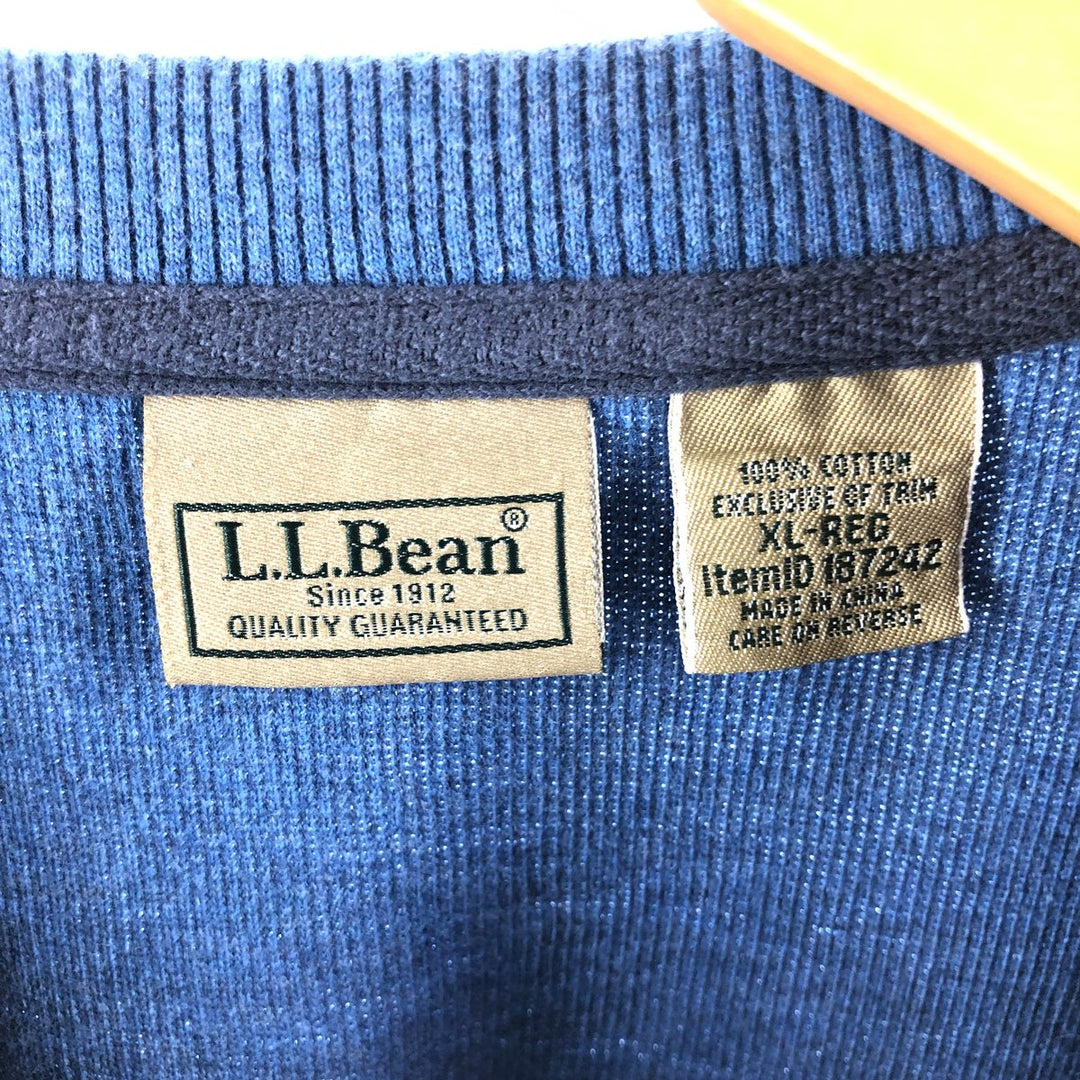 L.L.Bean®
Since 1912
QUALITY GUARANTEED
100% COTTON
EXCLUSIVE OF TRIM
XL-REG
ItemID 187242
MADE IN CHINA
CARE ON REVERSE